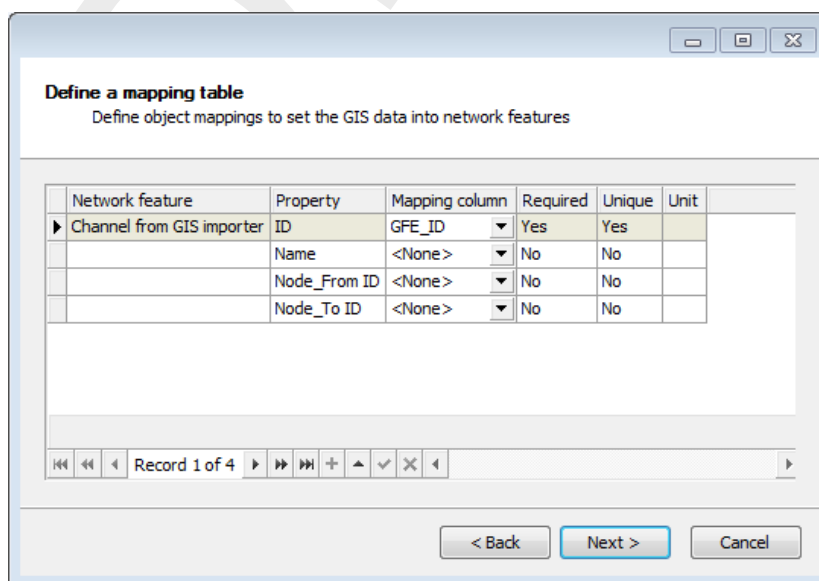 Define a mapping table
Define object mappings to set the GIS data into network features
Network feature Property Mapping column Required Unique Unit
Channel from GIS importer ID GFE_ID Yes Yes
Name <None> No No
Node_From ID <None> No No
Node_To ID <None> No No
Record 1 of 4
< Back Next > Cancel